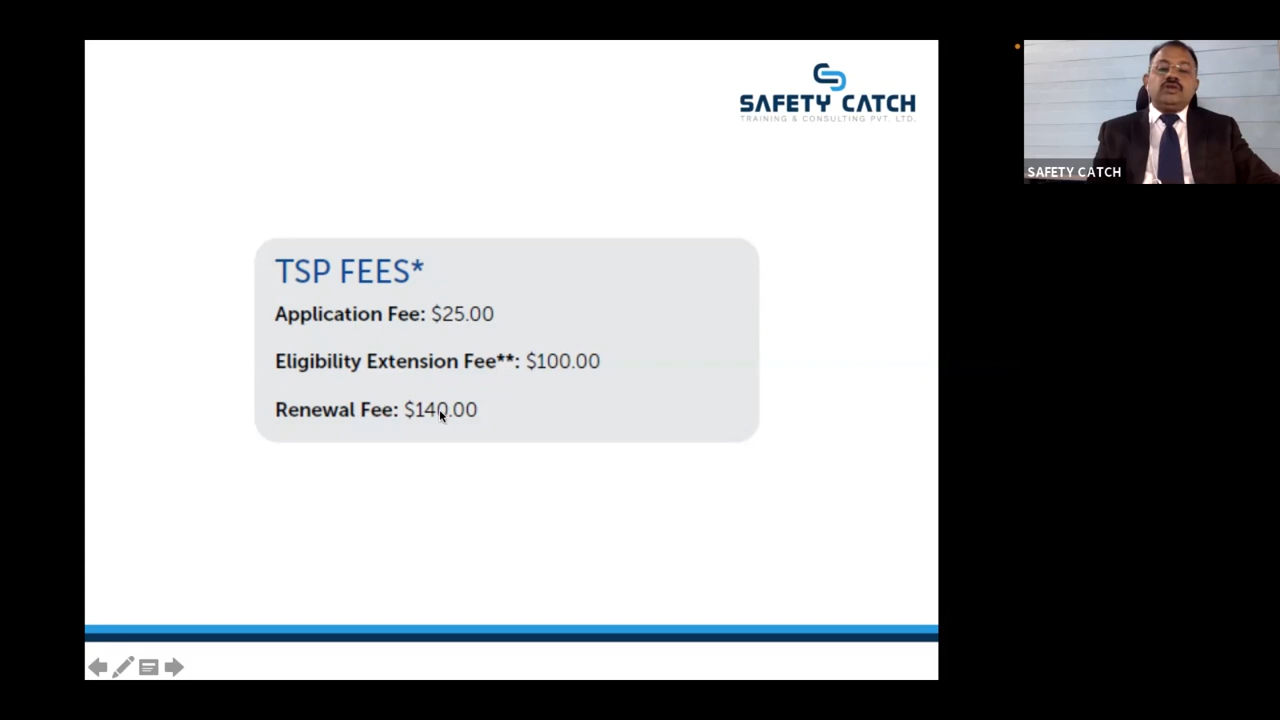 SAFETY CATCH
TRAINING & CONSULTING PVT. LTD.
TSP FEES*
Application Fee: $25.00
Eligibility Extension Fee**: $100.00
Renewal Fee: $140.00
SAFETY CATCH